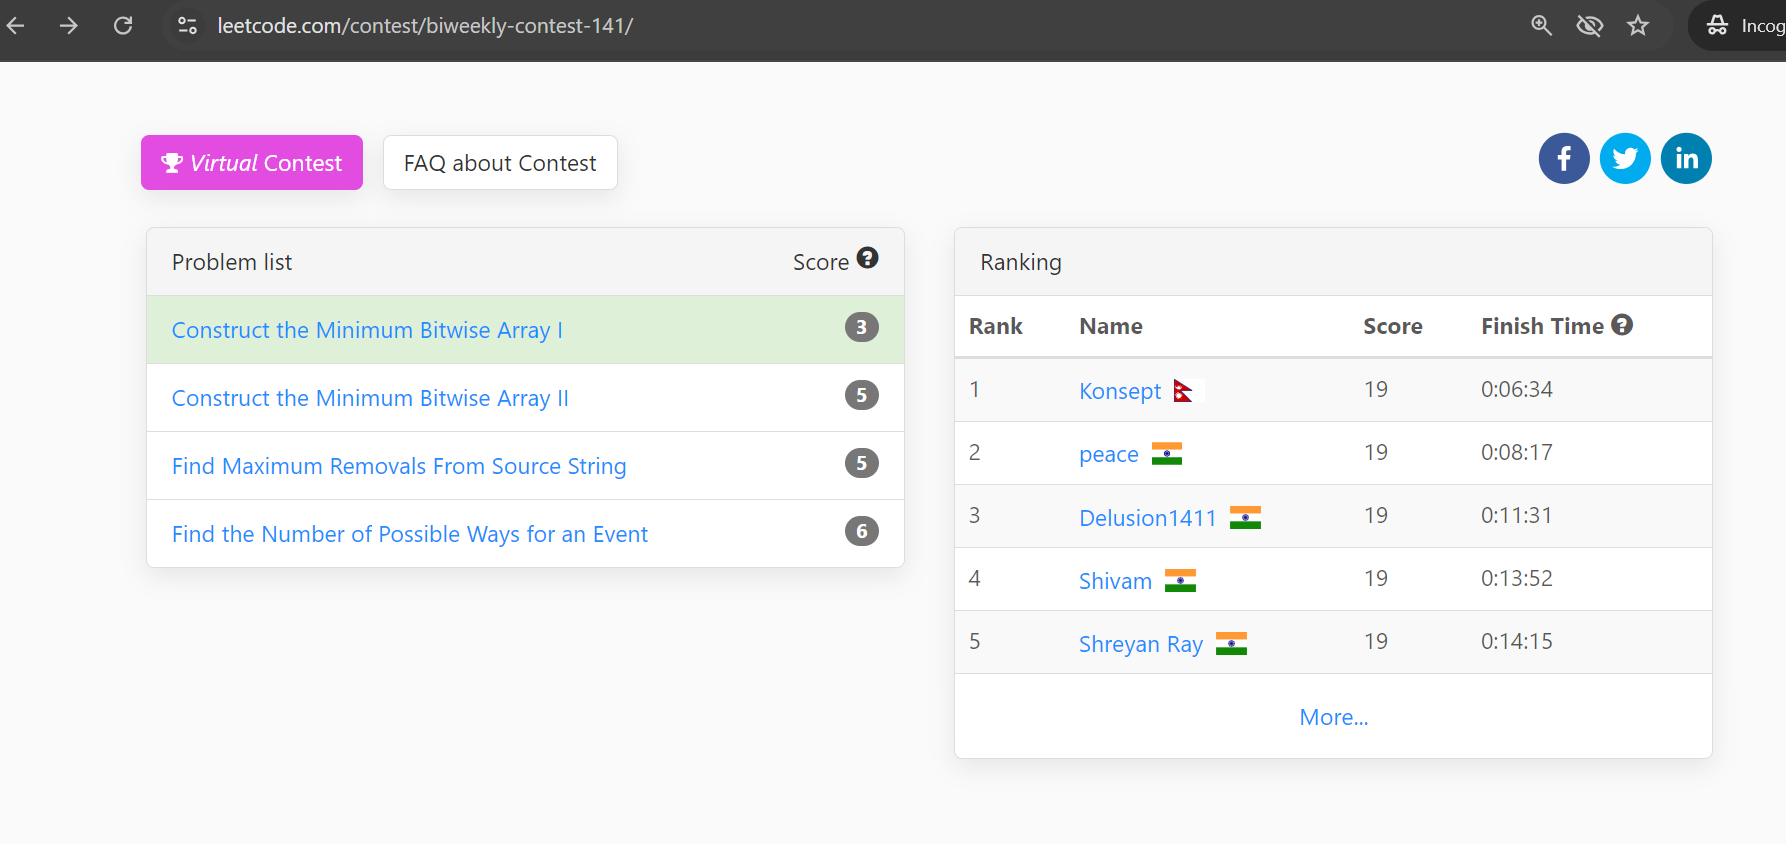 leetcode.com/contest/biweekly-contest-141/
Incog
Virtual Contest
FAQ about Contest
Problem list Score ?
Construct the Minimum Bitwise Array I 3
Construct the Minimum Bitwise Array II 5
Find Maximum Removals From Source String 5
Find the Number of Possible Ways for an Event 6
Ranking
Rank Name Score Finish Time ?
1 Konsept 19 0:06:34
2 peace 19 0:08:17
3 Delusion1411 19 0:11:31
4 Shivam 19 0:13:52
5 Shreyan Ray 19 0:14:15
More...